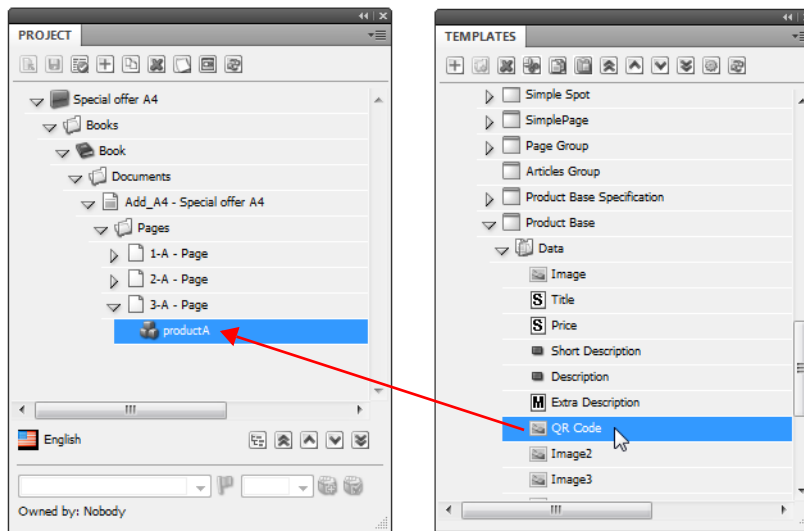 PROJECT
Special offer A4
Books
Book
Documents
Add_A4 - Special offer A4
Pages
1-A - Page
2-A - Page
3-A - Page
productA
English
Owned by: Nobody
TEMPLATES
Simple Spot
SimplePage
Page Group
Articles Group
Product Base Specification
Product Base
Data
Image
S Title
S Price
Short Description
Description
M Extra Description
QR Code
Image2
Image3